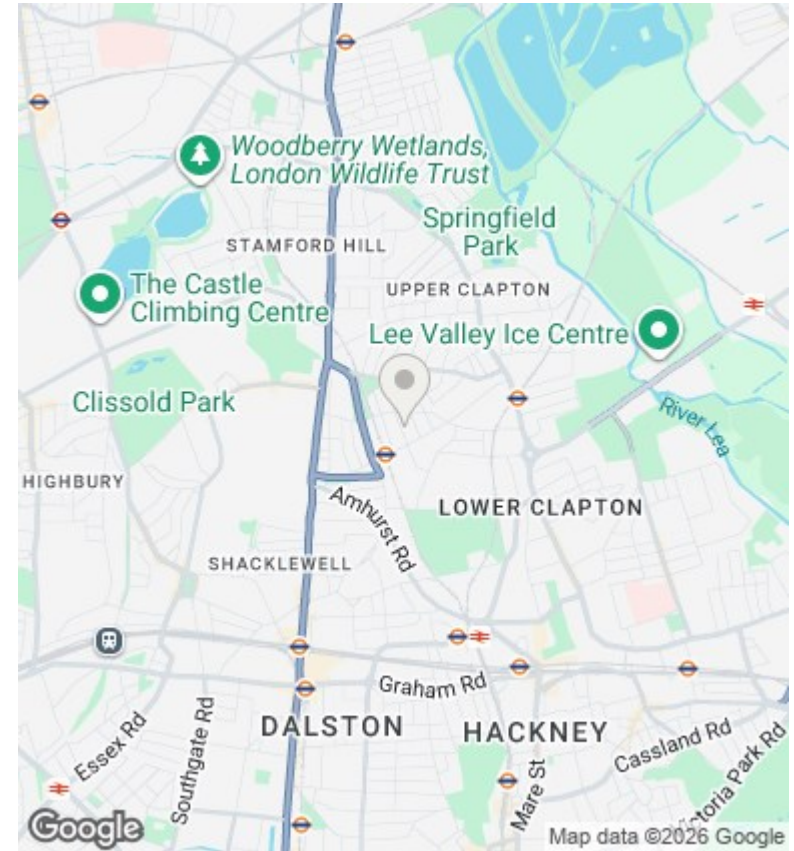 Woodberry Wetlands,
London Wildlife Trust
Springfield
Park
STAMFORD HILL
UPPER CLAPTON
The Castle
Climbing Centre
Lee Valley Ice Centre
Clissold Park
River Lea
HIGHBURY
Amhurst Rd
LOWER CLAPTON
SHACKLEWELL
Graham Rd
Essex Rd
Southgate Rd
DALSTON
HACKNEY
Cassland Rd
Mare St
Victoria Park Rd
Google
Map data ©2026 Google